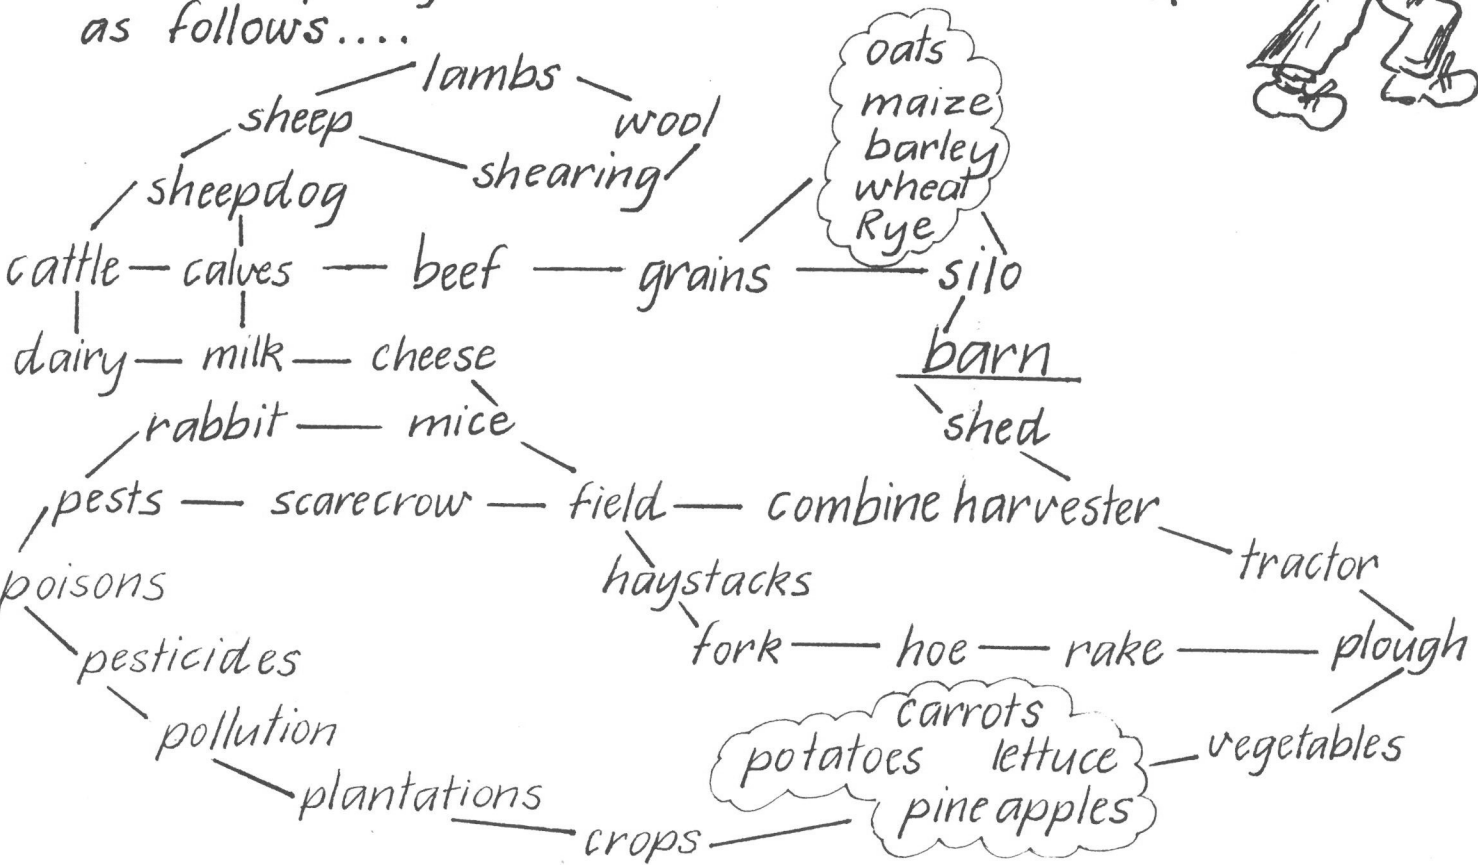 as follows....
lambs
oats
maize
barley
wheat
Rye
sheep
wool
shearing
sheepdog
cattle calves beef grains silo
dairy milk cheese barn
rabbit mice shed
pests scarecrow field combine harvester
tractor
poisons haystacks
fork hoe rake plough
pesticides
carrots
pollution potatoes lettuce vegetables
plantations pineapples
crops